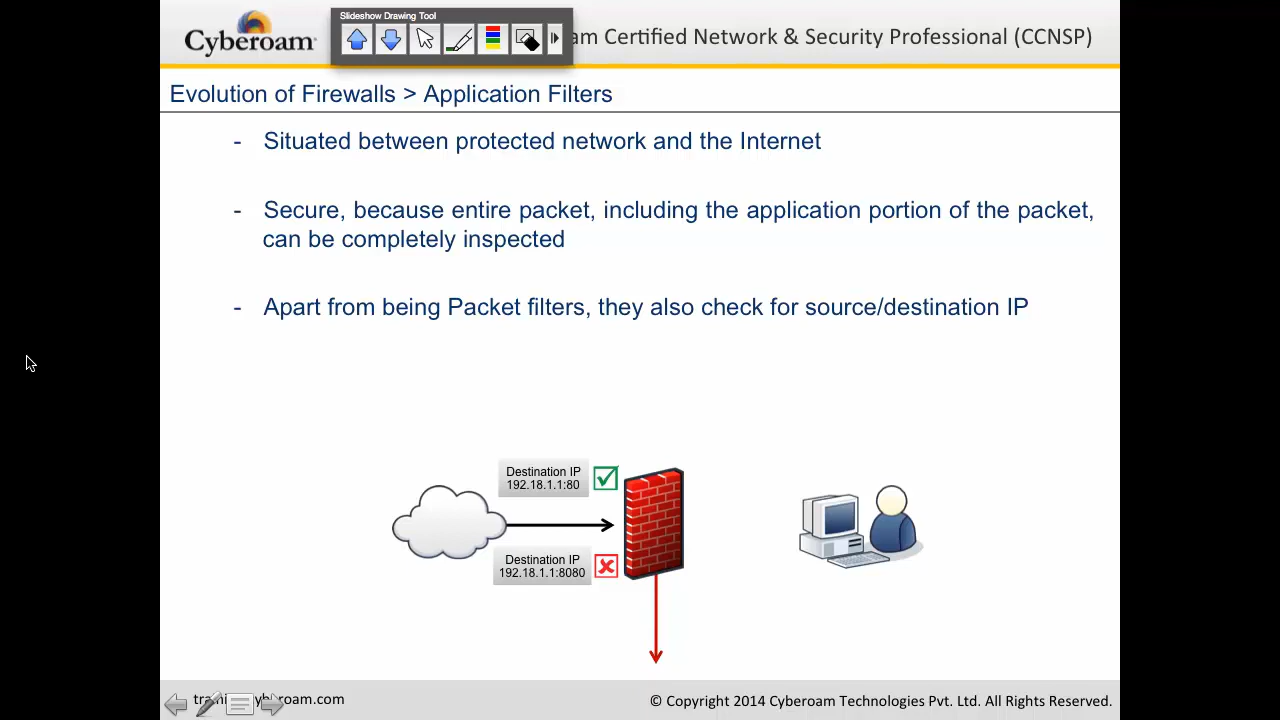 Slideshow Drawing Tool
Cyberoam
am Certified Network & Security Professional (CCNSP)
Evolution of Firewalls > Application Filters
- Situated between protected network and the Internet
- Secure, because entire packet, including the application portion of the packet,
can be completely inspected
- Apart from being Packet filters, they also check for source/destination IP
Destination IP
192.18.1.1:80
Destination IP
192.18.1.1:8080
© Copyright 2014 Cyberoam Technologies Pvt. Ltd. All Rights Reserved.